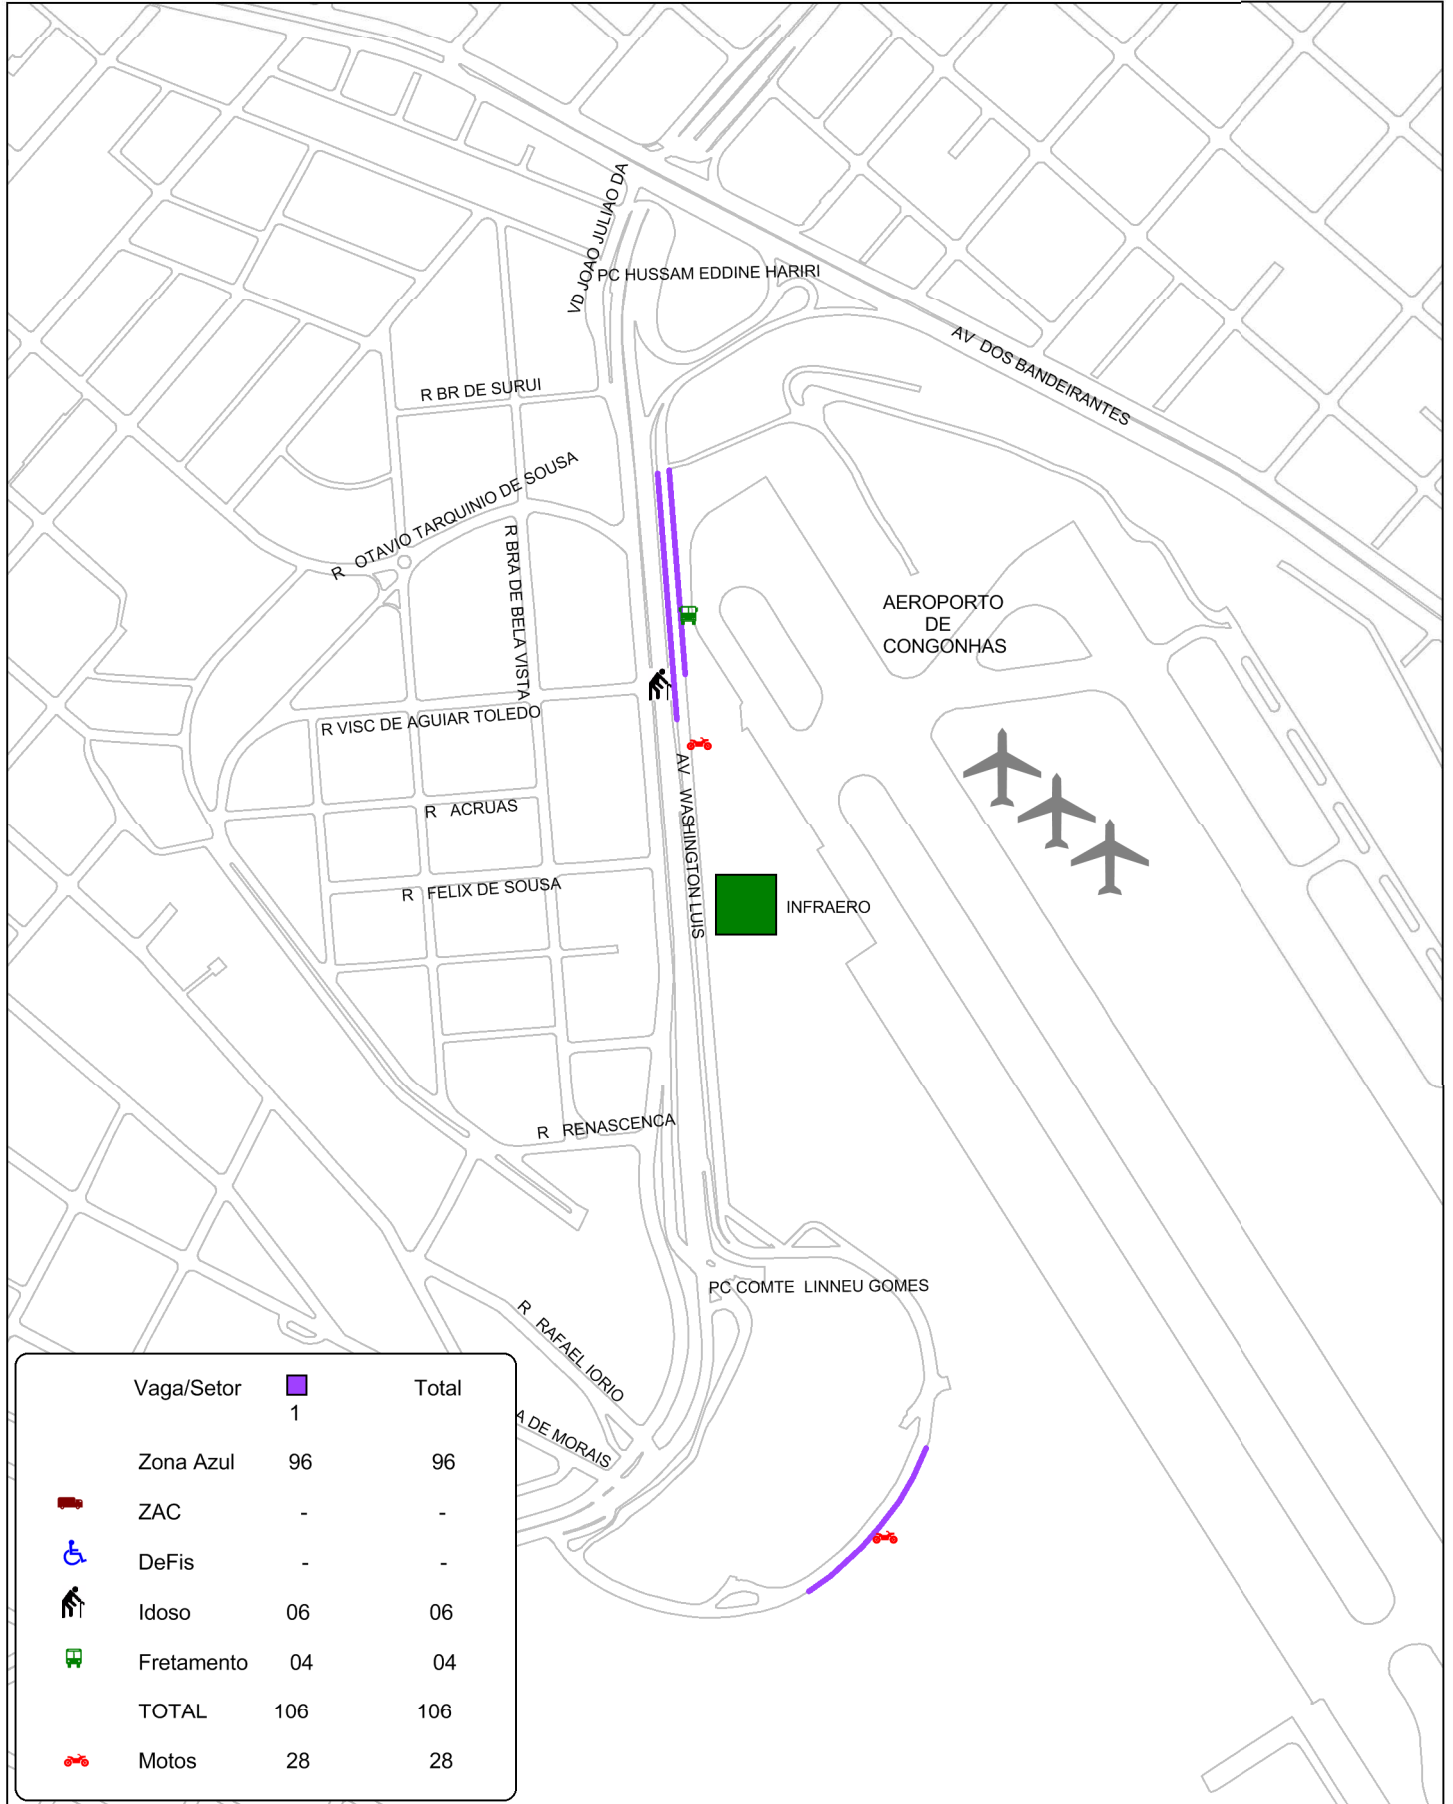 VD JOAO JULIAO DA
PC HUSSAM EDDINE HARIRI
AV DOS BANDEIRANTES
R BR DE SURUI
R OTAVIO TARQUINIO DE SOUSA
R BRA DE BELA VISTA
AEROPORTO
DE
CONGONHAS
R VISC DE AGUIAR TOLEDO
AV WASHINGTON LUIS
R ACRUAS
R FELIX DE SOUSA
INFRAERO
R RENASCENCA
PC COMTE LINNEU GOMES
R RAFAEL IORIO
A DE MORAIS
Vaga/Setor 1 Total
Zona Azul 96 96
ZAC - -
DeFis - -
Idoso 06 06
Fretamento 04 04
TOTAL 106 106
Motos 28 28